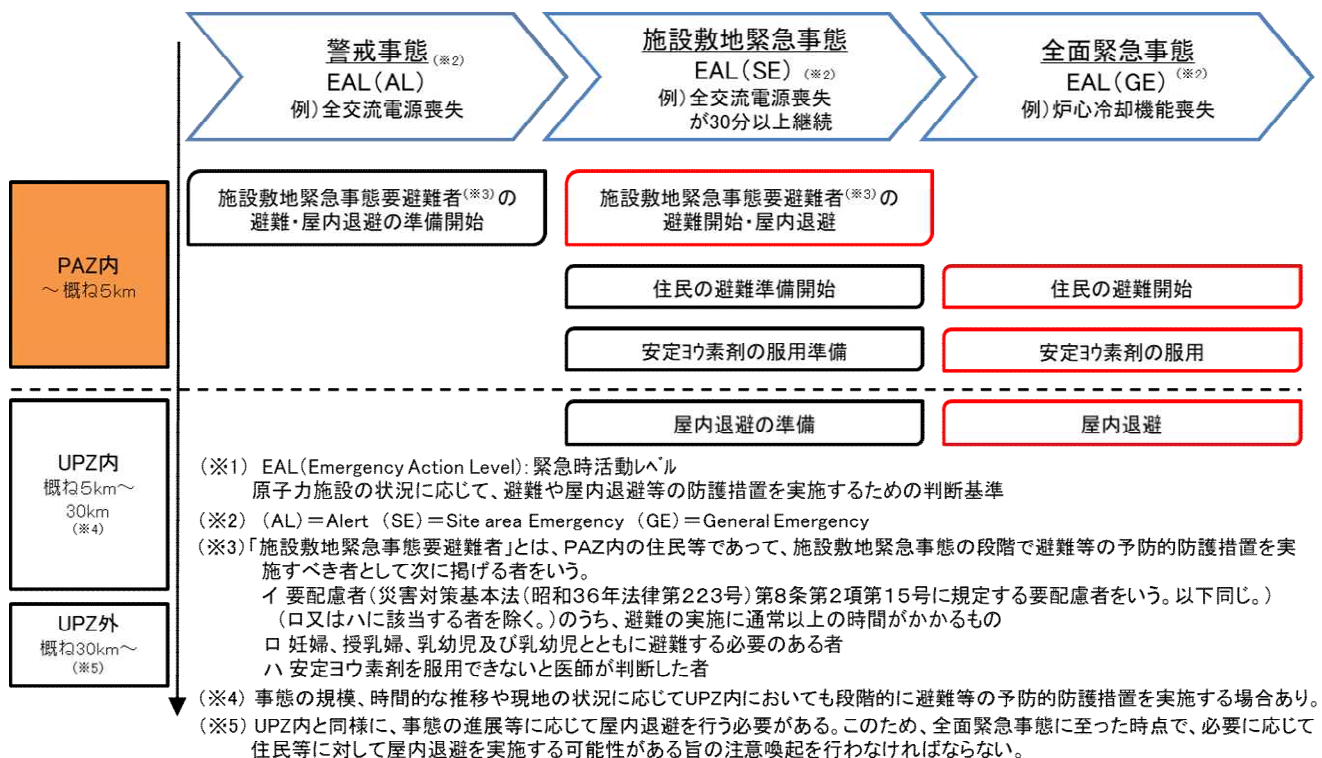 警戒事態(※2)
EAL(AL)
例)全交流電源喪失
施設敷地緊急事態
EAL(SE) (※2)
例)全交流電源喪失
が30分以上継続
全面緊急事態
EAL(GE) (※2)
例)炉心冷却機能喪失
PAZ内
～概ね5km
施設敷地緊急事態要避難者(※3)の
避難・屋内退避の準備開始
施設敷地緊急事態要避難者(※3)の
避難開始・屋内退避
住民の避難準備開始
住民の避難開始
安定ヨウ素剤の服用準備
安定ヨウ素剤の服用
UPZ内
概ね5km～
30km
(※4)
屋内退避の準備
屋内退避
UPZ外
概ね30km～
(※5)
(※1) EAL(Emergency Action Level):緊急時活動レベル
原子力施設の状況に応じて、避難や屋内退避等の防護措置を実施するための判断基準
(※2) (AL)=Alert (SE)=Site area Emergency (GE)=General Emergency
(※3)「施設敷地緊急事態要避難者」とは、PAZ内の住民等であって、施設敷地緊急事態の段階で避難等の予防的防護措置を実
施すべき者として次に掲げる者をいう。
イ 要配慮者(災害対策基本法(昭和36年法律第223号)第8条第2項第15号に規定する要配慮者をいう。以下同じ。)
(ロ又はハに該当する者を除く。)のうち、避難の実施に通常以上の時間がかかるもの
ロ 妊婦、授乳婦、乳幼児及び乳幼児とともに避難する必要のある者
ハ 安定ヨウ素剤を服用できないと医師が判断した者
(※4) 事態の規模、時間的な推移や現地の状況に応じてUPZ内においても段階的に避難等の予防的防護措置を実施する場合あり。
(※5) UPZ内と同様に、事態の進展等に応じて屋内退避を行う必要がある。このため、全面緊急事態に至った時点で、必要に応じて
住民等に対して屋内退避を実施する可能性がある旨の注意喚起を行わなければならない。